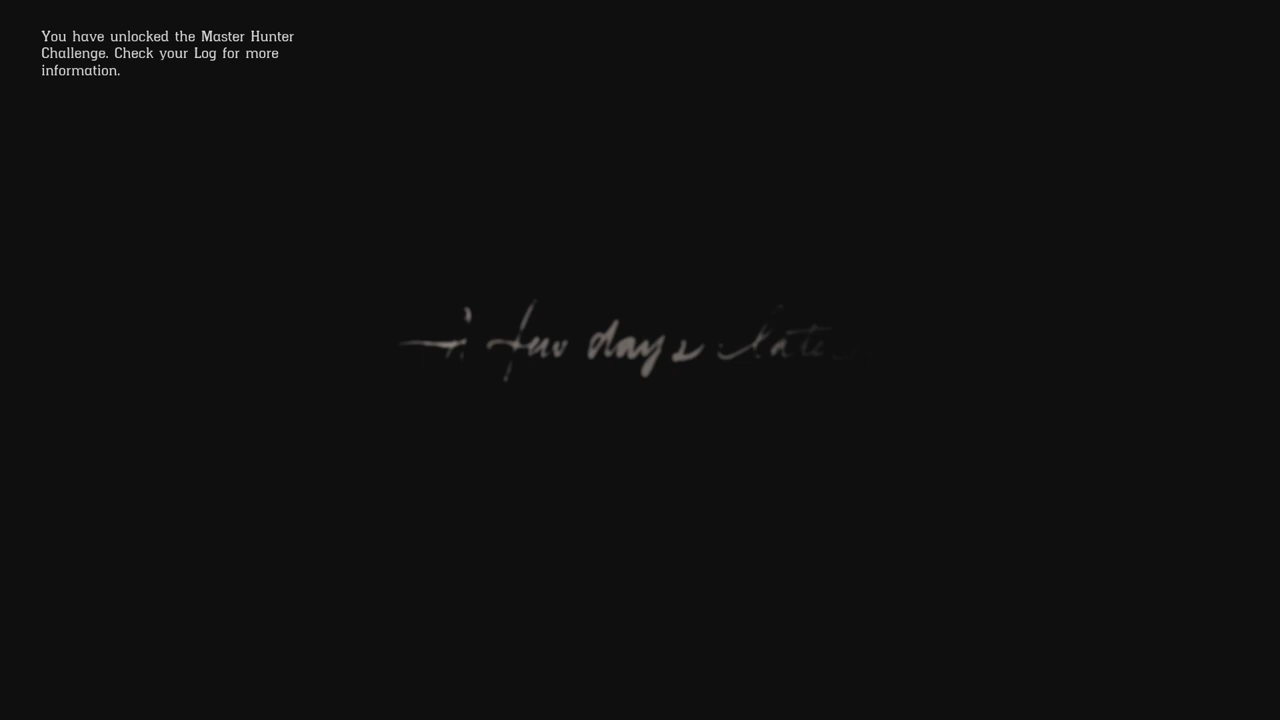 You have unlocked the Master Hunter
Challenge. Check your Log for more
information.
A few days later